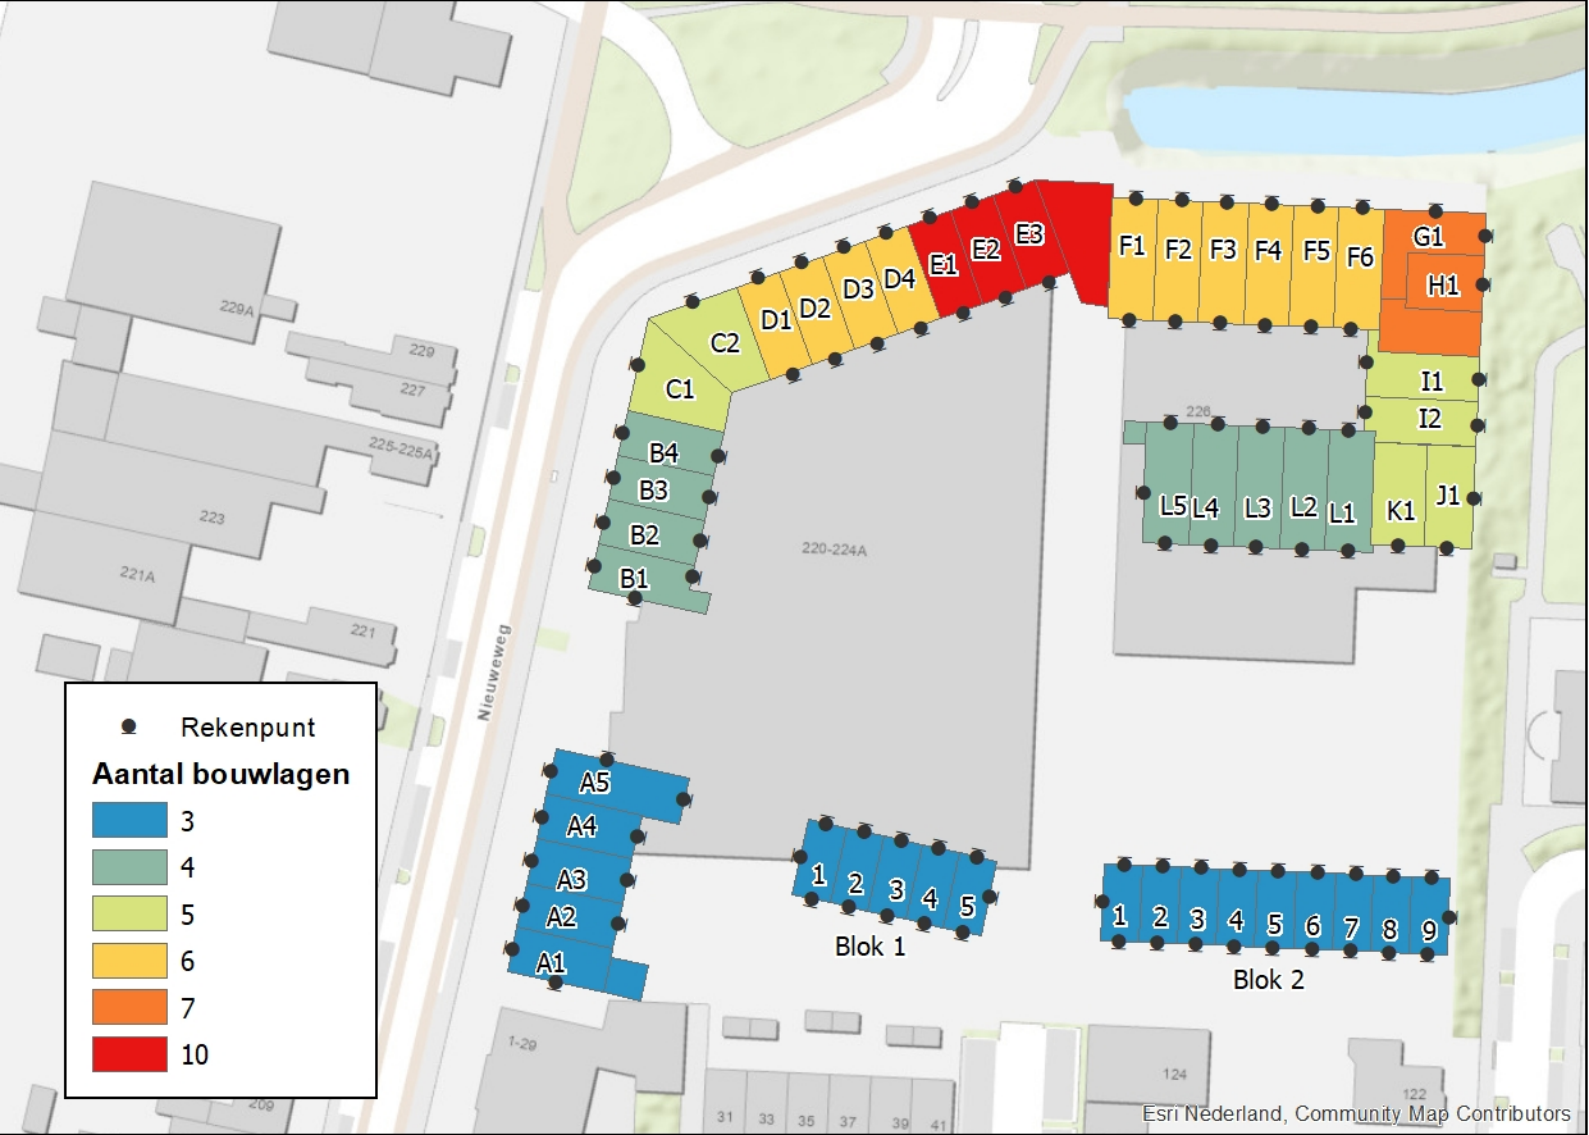 229A
229
227
225-225A
223
221A
221
220-224A
226
Nieuweweg
G1
H1
F1 F2 F3 F4 F5 F6
E1 E2 E3
D1 D2 D3 D4
C2
C1
B4
B3
B2
B1
I1
I2
L5 L4 L3 L2 L1 K1 J1
A5
A4
A3
A2
A1
1 2 3 4 5
Blok 1
1 2 3 4 5 6 7 8 9
Blok 2
Rekenpunt
Aantal bouwlagen
3
4
5
6
7
10
209
1-29
31 33 35 37 39 41
124
122
Esri Nederland, Community Map Contributors